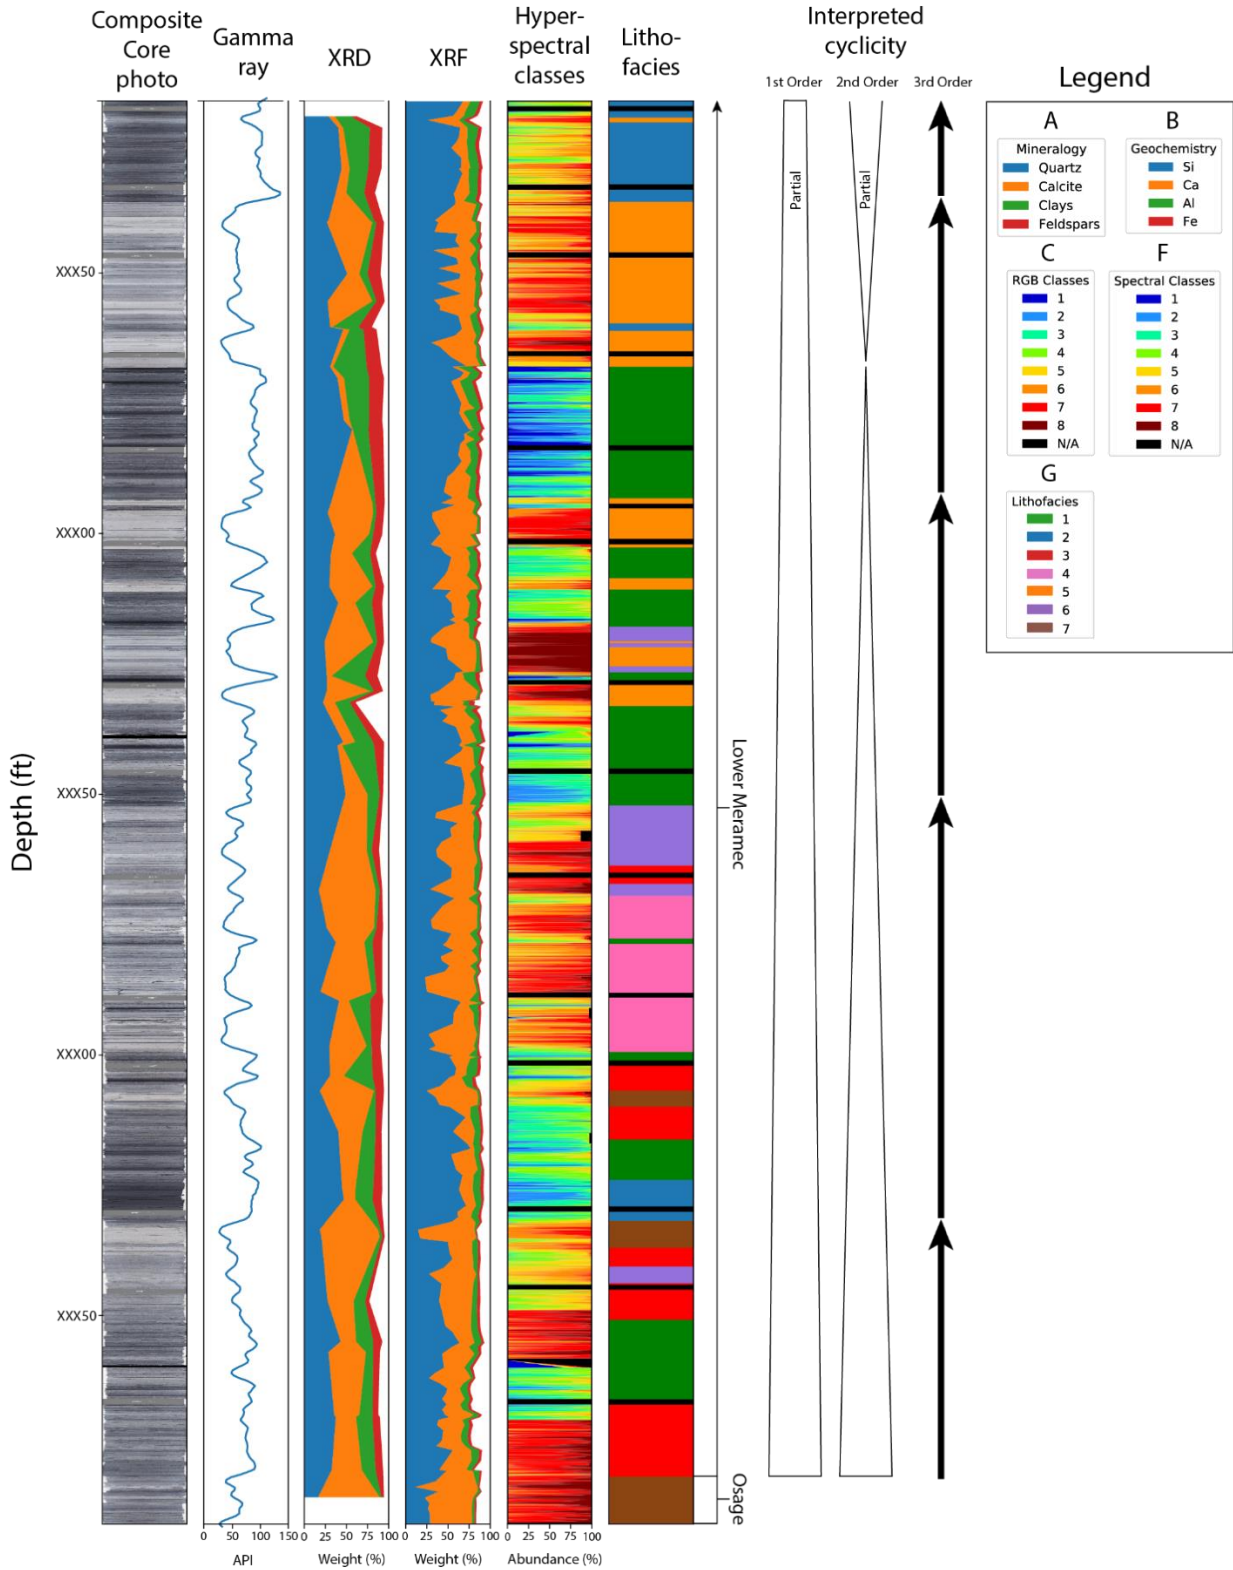 Composite
Core
photo
Gamma
ray
XRD
XRF
Hyper-
spectral
classes
Litho-
facies
Interpreted
cyclicity
1st Order
2nd Order
3rd Order
Legend
A
Mineralogy
Quartz
Calcite
Clays
Feldspars
B
Geochemistry
Si
Ca
Al
Fe
C
RGB Classes
1
2
3
4
5
6
7
8
N/A
F
Spectral Classes
1
2
3
4
5
6
7
8
N/A
G
Lithofacies
1
2
3
4
5
6
7
Partial
Partial
Depth (ft)
XXX50
XXX00
XXX50
XXX00
XXX50
Lower Meramec
Osage
0 50 100 150
API
0 25 50 75 100
Weight (%)
0 25 50 75 100
Weight (%)
0 25 50 75 100
Abundance (%)